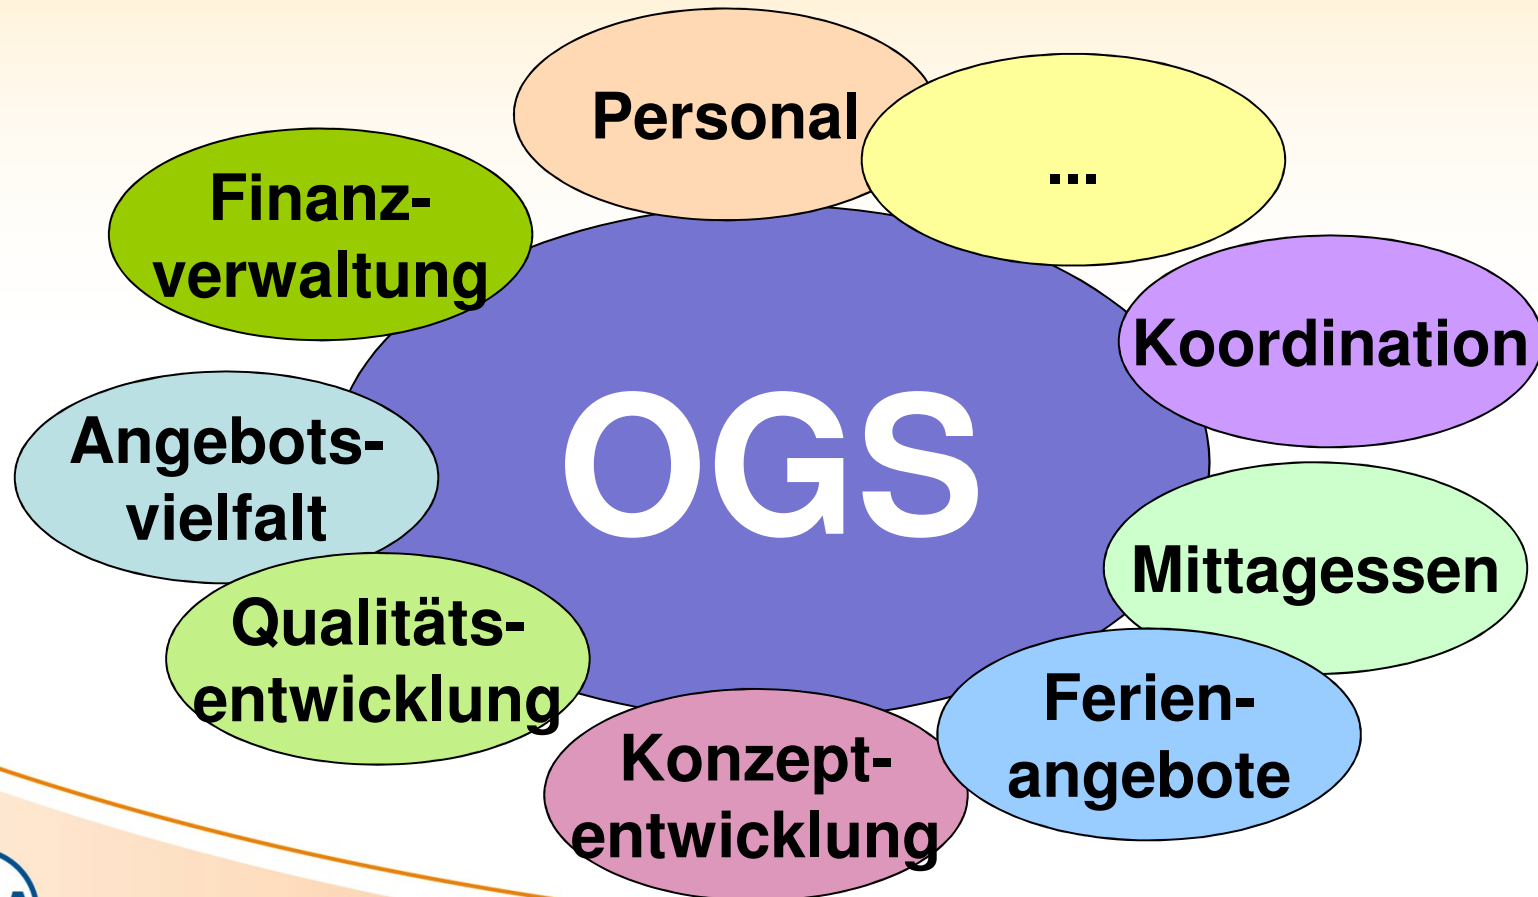 Personal
...
Finanz-
verwaltung
Koordination
OGS
Angebots-
vielfalt
Mittagessen
Qualitäts-
entwicklung
Ferien-
angebote
Konzept-
entwicklung